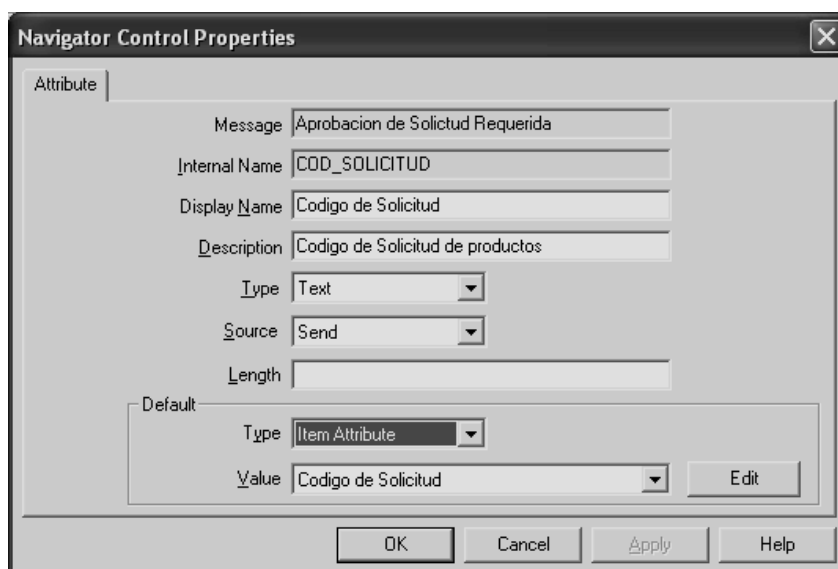 Navigator Control Properties
Attribute
Message Aprobacion de Solictud Requerida
Internal Name COD_SOLICITUD
Display Name Codigo de Solicitud
Description Codigo de Solicitud de productos
Type Text
Source Send
Length
Default
Type Item Attribute
Value Codigo de Solicitud Edit
OK Cancel Apply Help